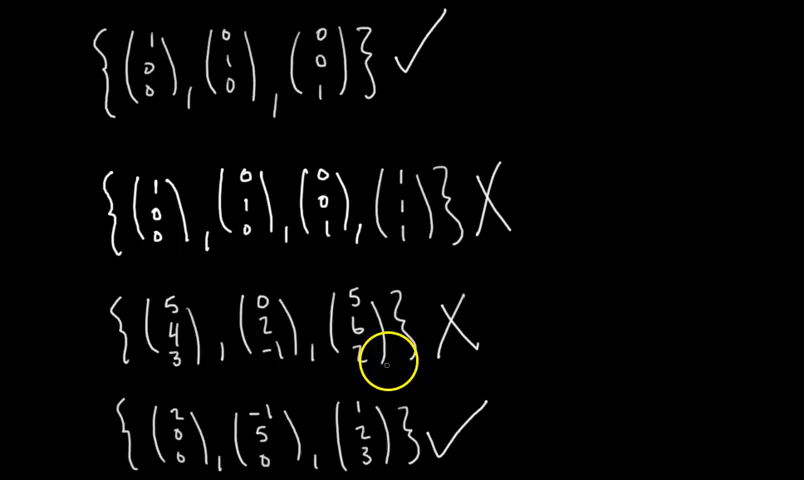 {(1 0 0), (0 1 0), (0 0 1)} ✓
{(1 0 0), (0 1 0), (0 0 1), (1 1 1)} X
{(5 4 3), (0 2 -1), (5 6 2)} X
{(2 0 0), (-1 5 0), (1 2 3)} ✓